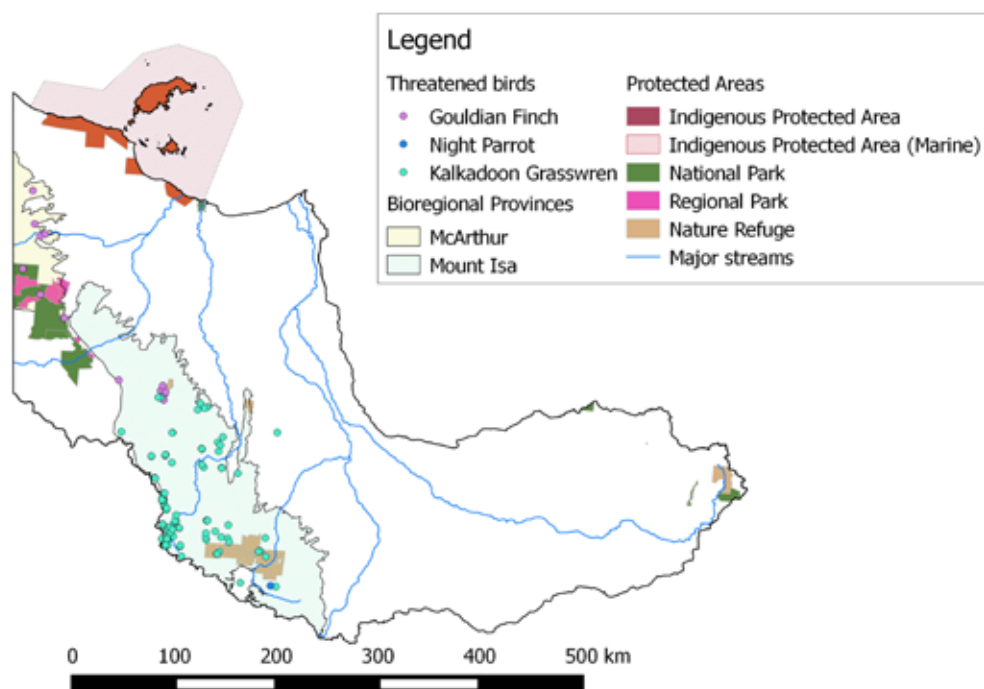 Legend
Threatened birds
Gouldian Finch
Night Parrot
Kalkadoon Grasswren
Bioregional Provinces
McArthur
Mount Isa
Protected Areas
Indigenous Protected Area
Indigenous Protected Area (Marine)
National Park
Regional Park
Nature Refuge
Major streams
0 100 200 300 400 500 km